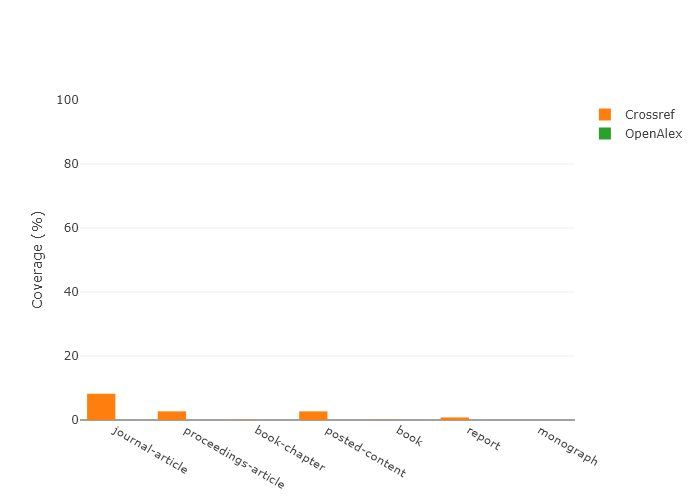 100
80
60
40
20
0
Coverage (%)
journal-article
proceedings-article
book-chapter
posted-content
book
report
monograph
Crossref
OpenAlex